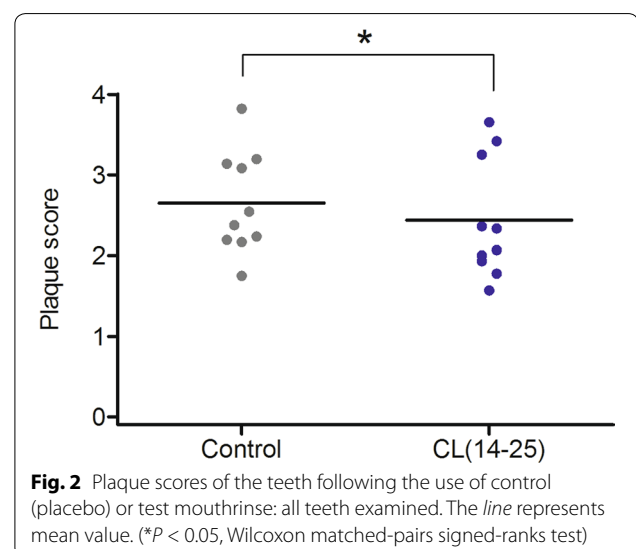 *
4
3
2
1
0
Plaque score
Control CL(14-25)
Fig. 2 Plaque scores of the teeth following the use of control
(placebo) or test mouthrinse: all teeth examined. The line represents
mean value. (*P < 0.05, Wilcoxon matched-pairs signed-ranks test)